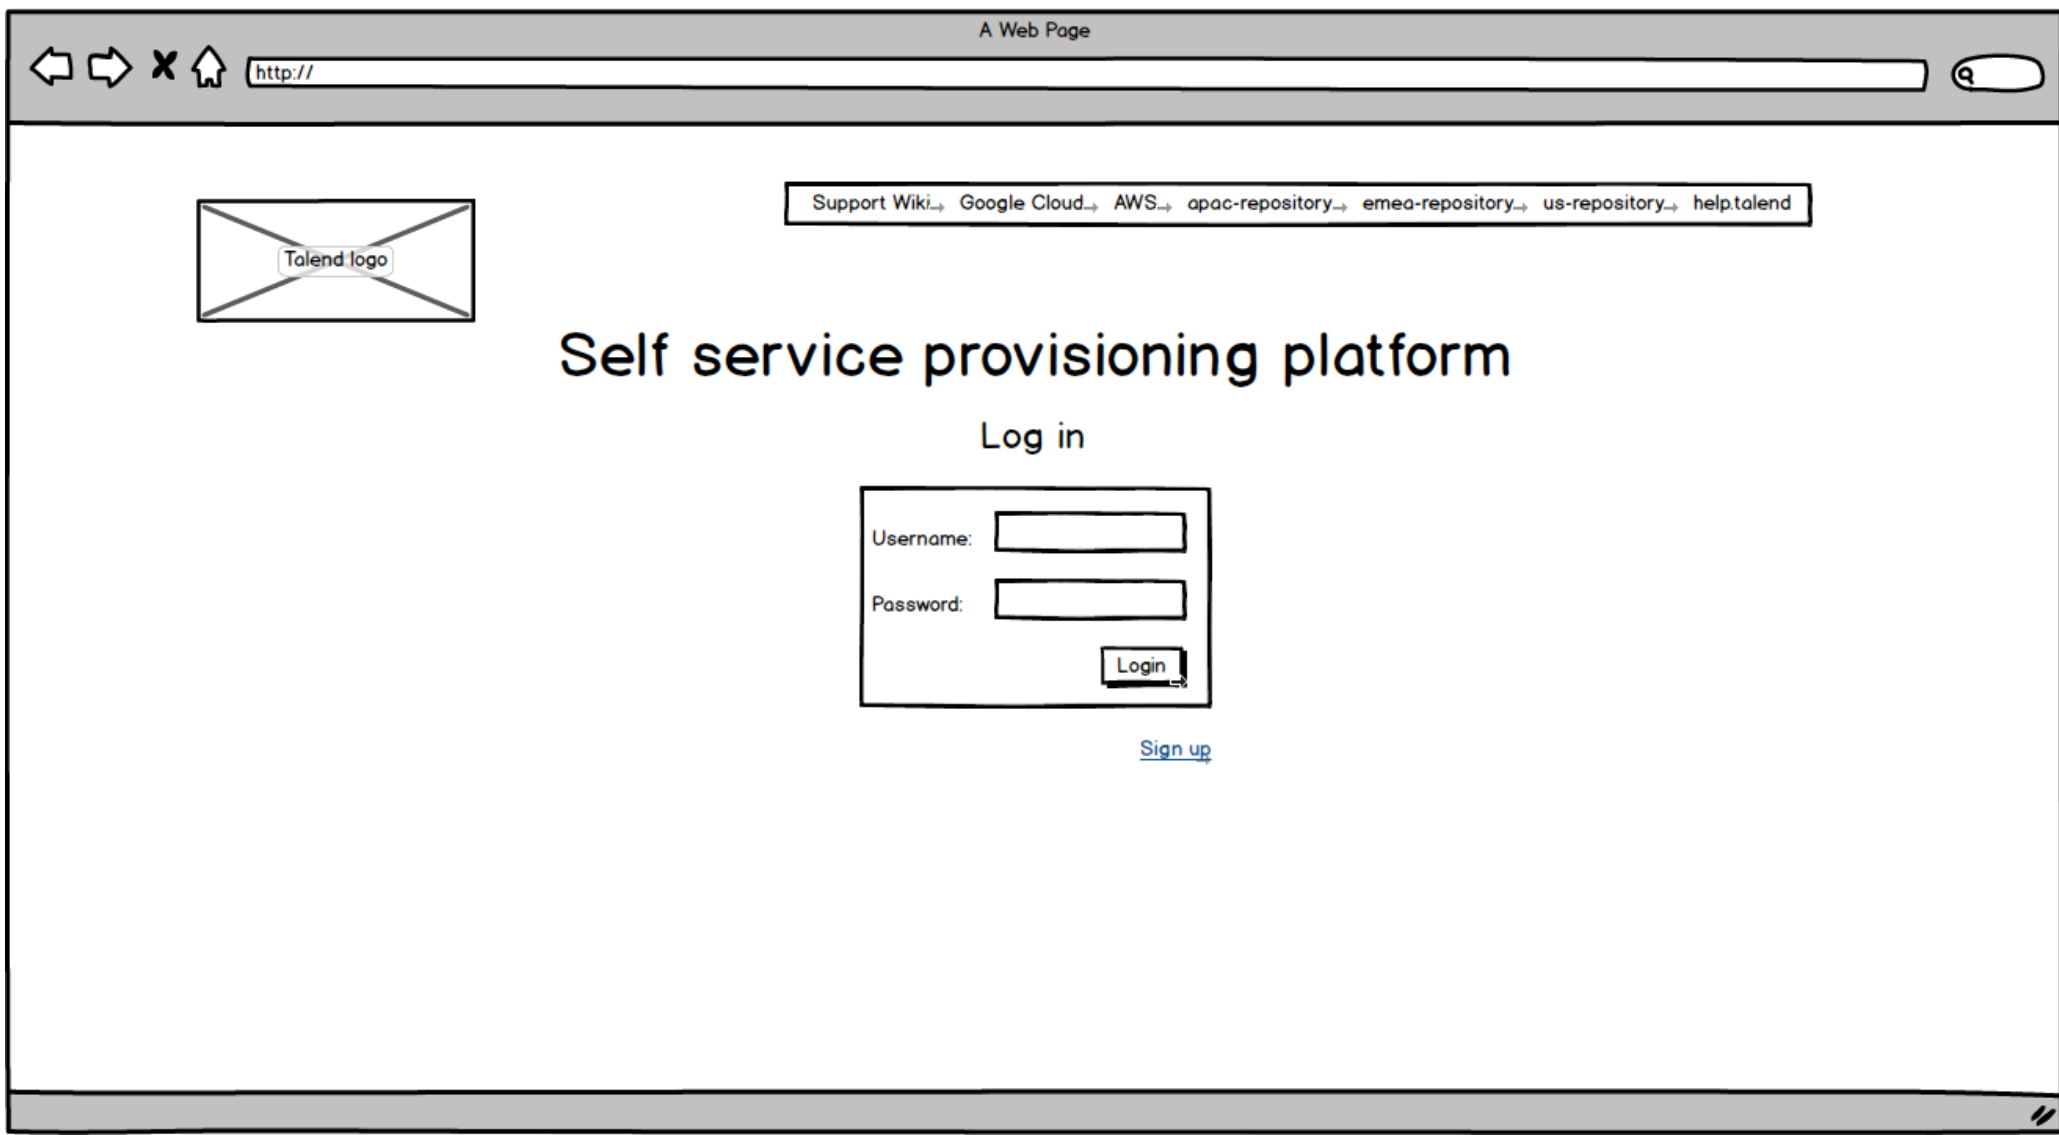 A Web Page
http://
Support Wiki Google Cloud AWS apac-repository emea-repository us-repository help.talend
Talend logo
Self service provisioning platform
Log in
Username:
Password:
Login
Sign up